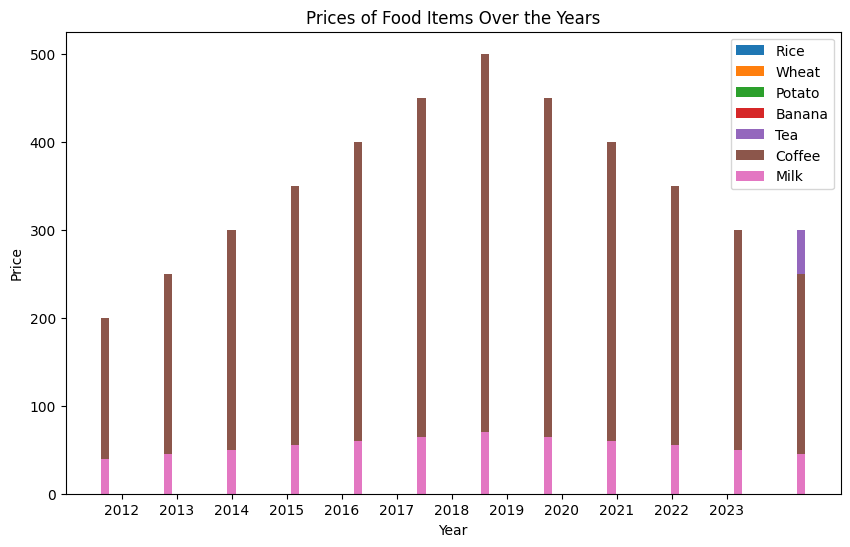 Prices of Food Items Over the Years
Rice
Wheat
Potato
Banana
Tea
Coffee
Milk
Price
500
400
300
200
100
0
2012 2013 2014 2015 2016 2017 2018 2019 2020 2021 2022 2023
Year